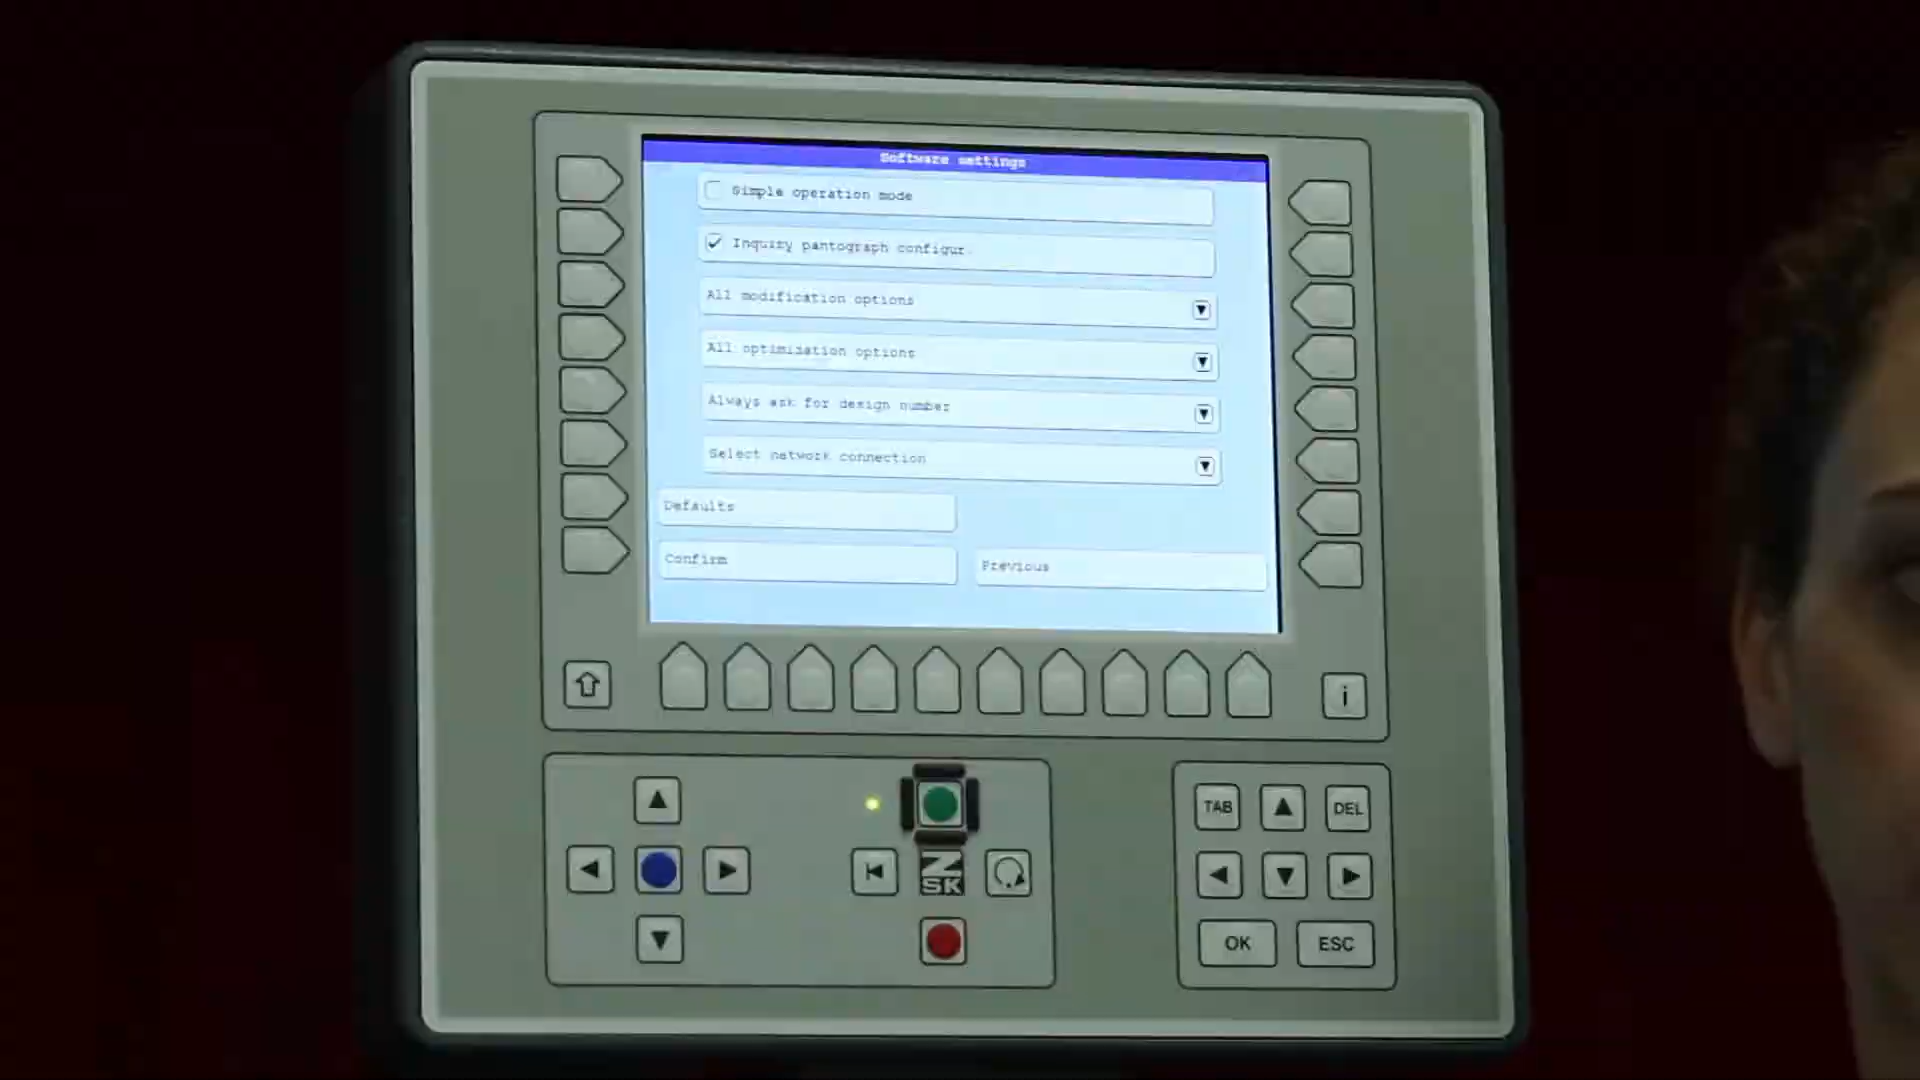 Software settings
Simple operation mode
Inquiry pantograph configur.
All modification options
All optimization options
Always ask for design number
Select network connection
Defaults
Confirm
Previous
i
TAB
DEL
ZSK
OK
ESC